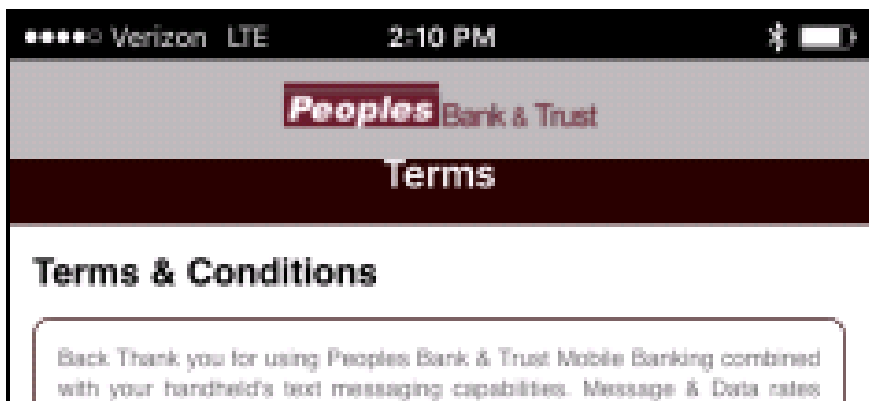 Verizon LTE 2:10 PM
Peoples Bank & Trust
Terms
Terms & Conditions
Back Thank you for using Peoples Bank & Trust Mobile Banking combined
with your handheld's text messaging capabilities. Message & Data rates